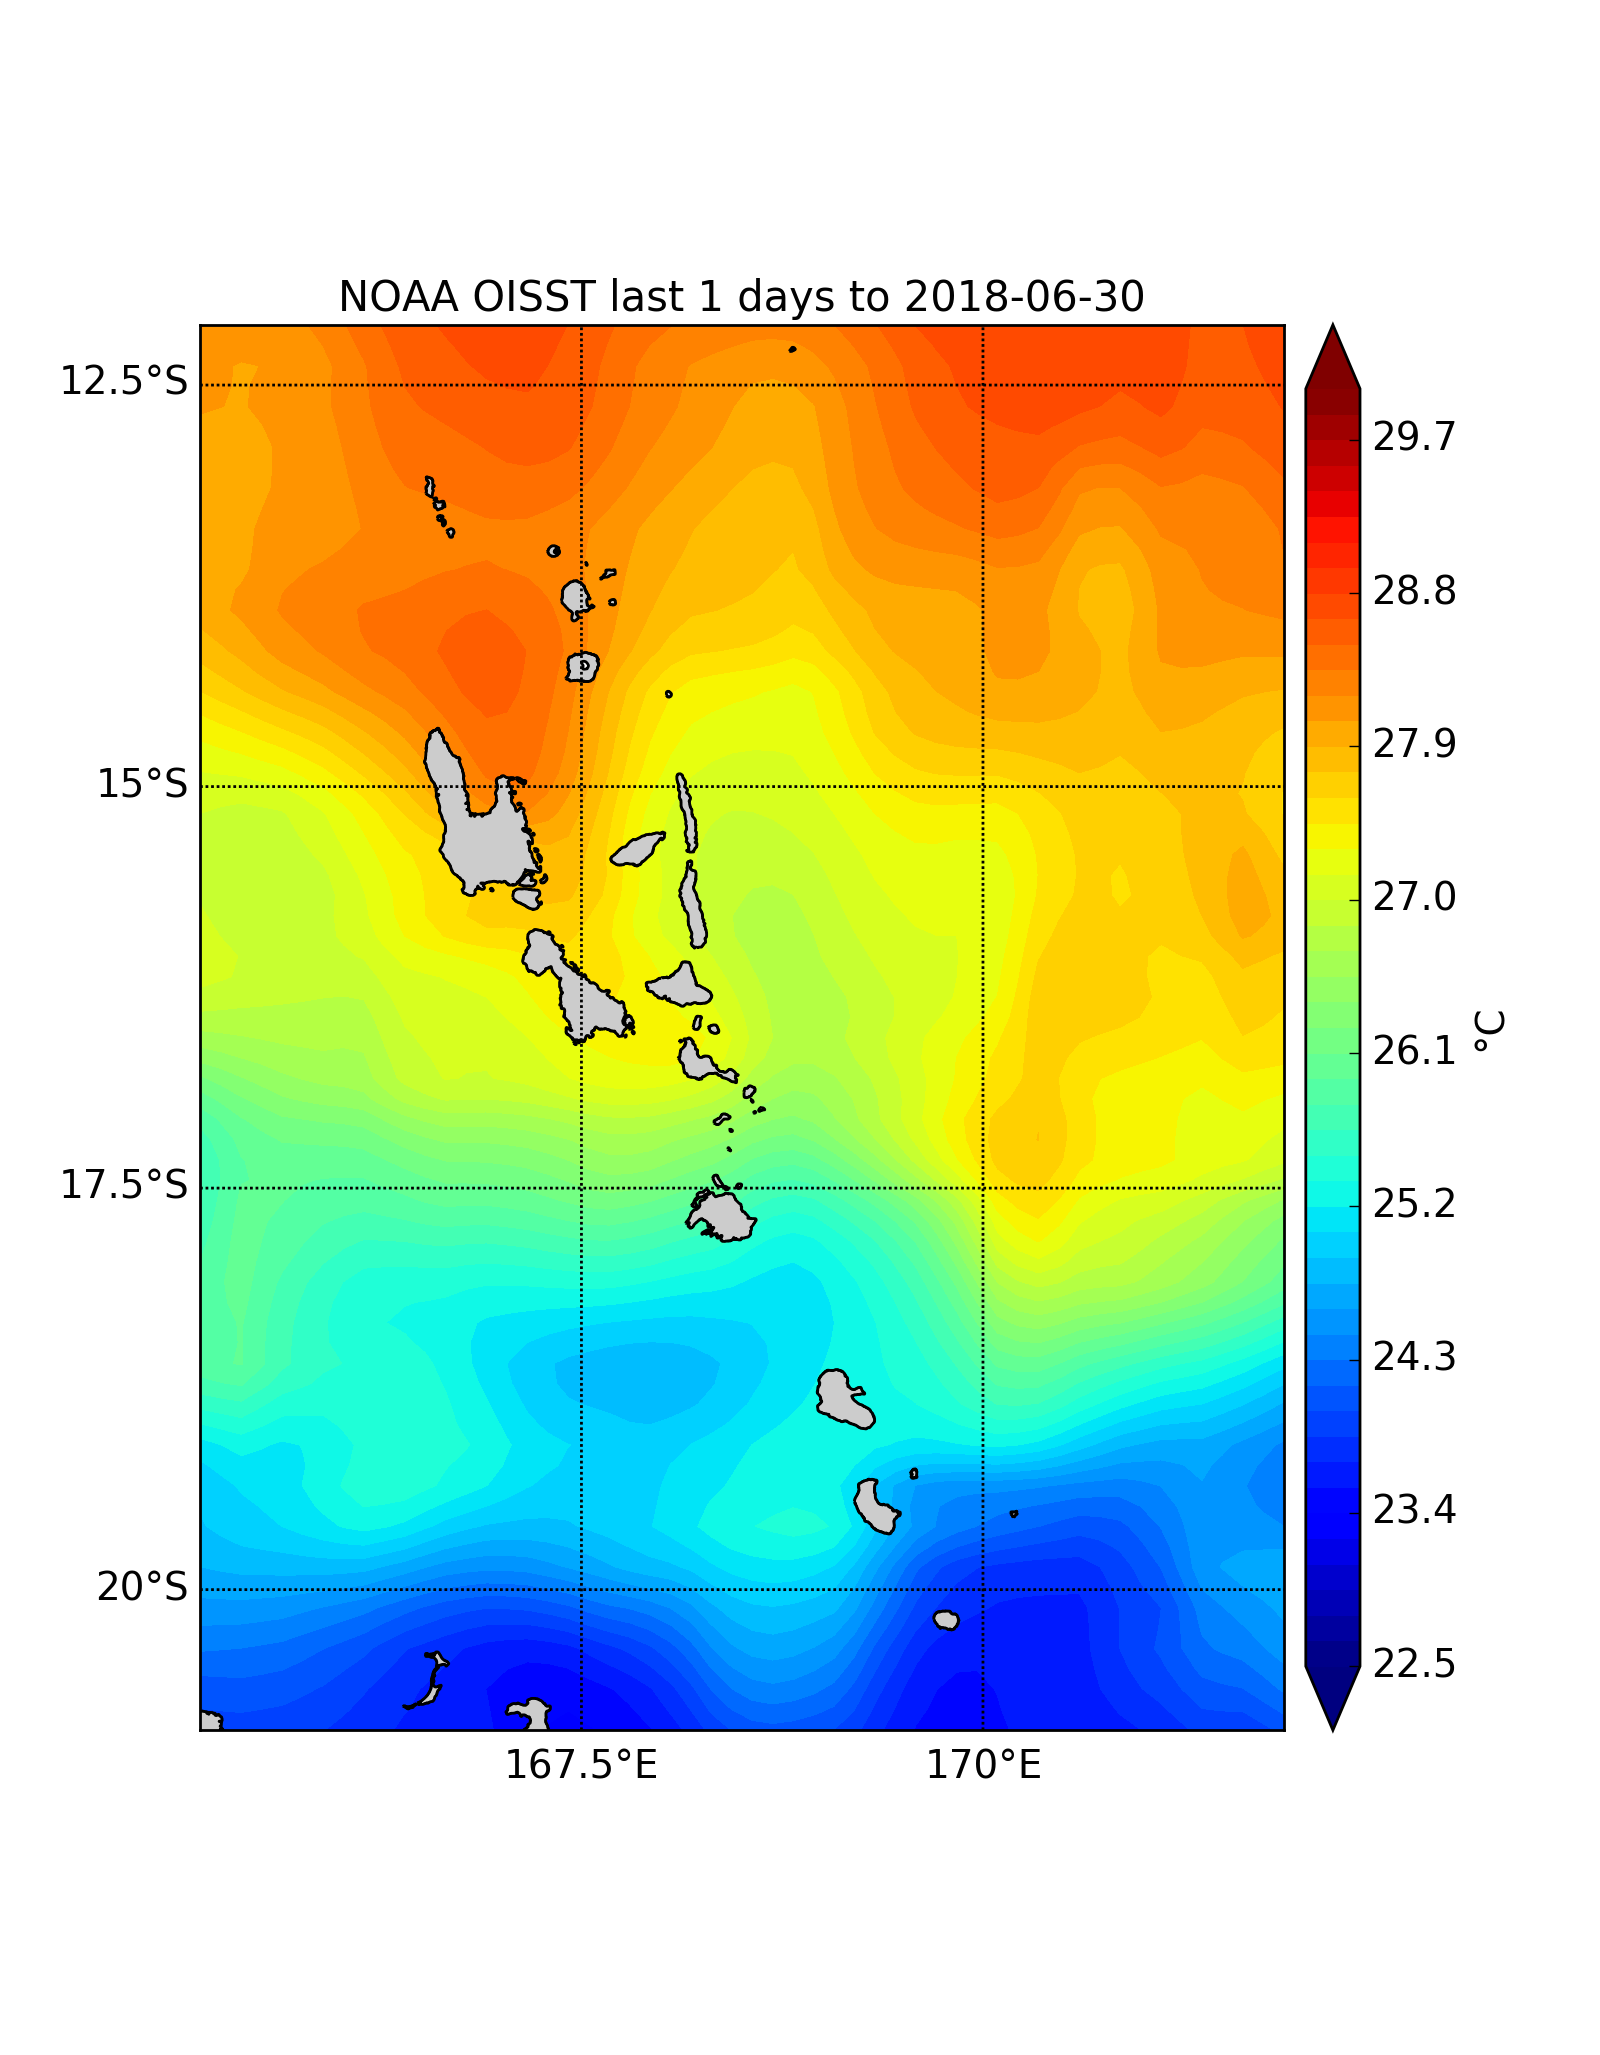 NOAA OISST last 1 days to 2018-06-30
12.5°S
15°S
17.5°S
20°S
167.5°E
170°E
29.7
28.8
27.9
27.0
26.1
25.2
24.3
23.4
22.5
°C